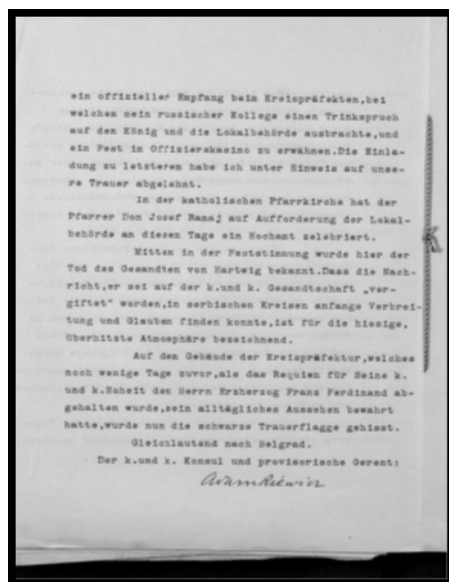 ein offizieller Empfang beim Kreispräfekten,bei
welchem mein russischer Kollege einen Trinkspruch
auf den König und die Lokalbehörde ausbrachte,und
ein Fest im Offizierskasino zu erwähnen.Die Einla-
dung zu letzterem habe ich unter Hinweis auf unse-
re Trauer abgelehnt.
In der katholischen Pfarrkirche hat der
Pfarrer Don Josef Ramaj auf Aufforderung der Lokal-
behörde an diesem Tage ein Hochamt zelebriert.
Mitten in der Feststimmung wurde hier der
Tod des Gesandten von Hartwig bekannt.Dass die Nach-
richt,er sei auf der k.und k. Gesandtschaft „ver-
giftet" worden,in serbischen Kreisen anfangs Verbrei-
tung und Glauben finden konnte,ist für die hiesige,
überhitzte Atmosphäre bezeichnend.
Auf dem Gebäude der Kreispräfektur,welches
noch wenige Tage zuvor,als das Requiem für Seine k.
und k.Hoheit den Herrn Erzherzog Franz Ferdinand ab-
gehalten wurde,sein alltägliches Aussehen bewahrt
hatte,wurde nun die schwarze Trauerflagge gehisst.
Gleichlautend nach Belgrad.
Der k.und k. Konsul und provisorische Gerent: